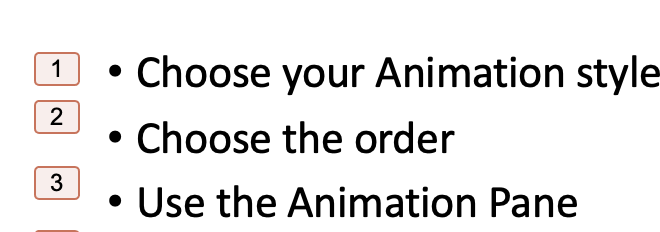 1 • Choose your Animation style
2 • Choose the order
3 • Use the Animation Pane